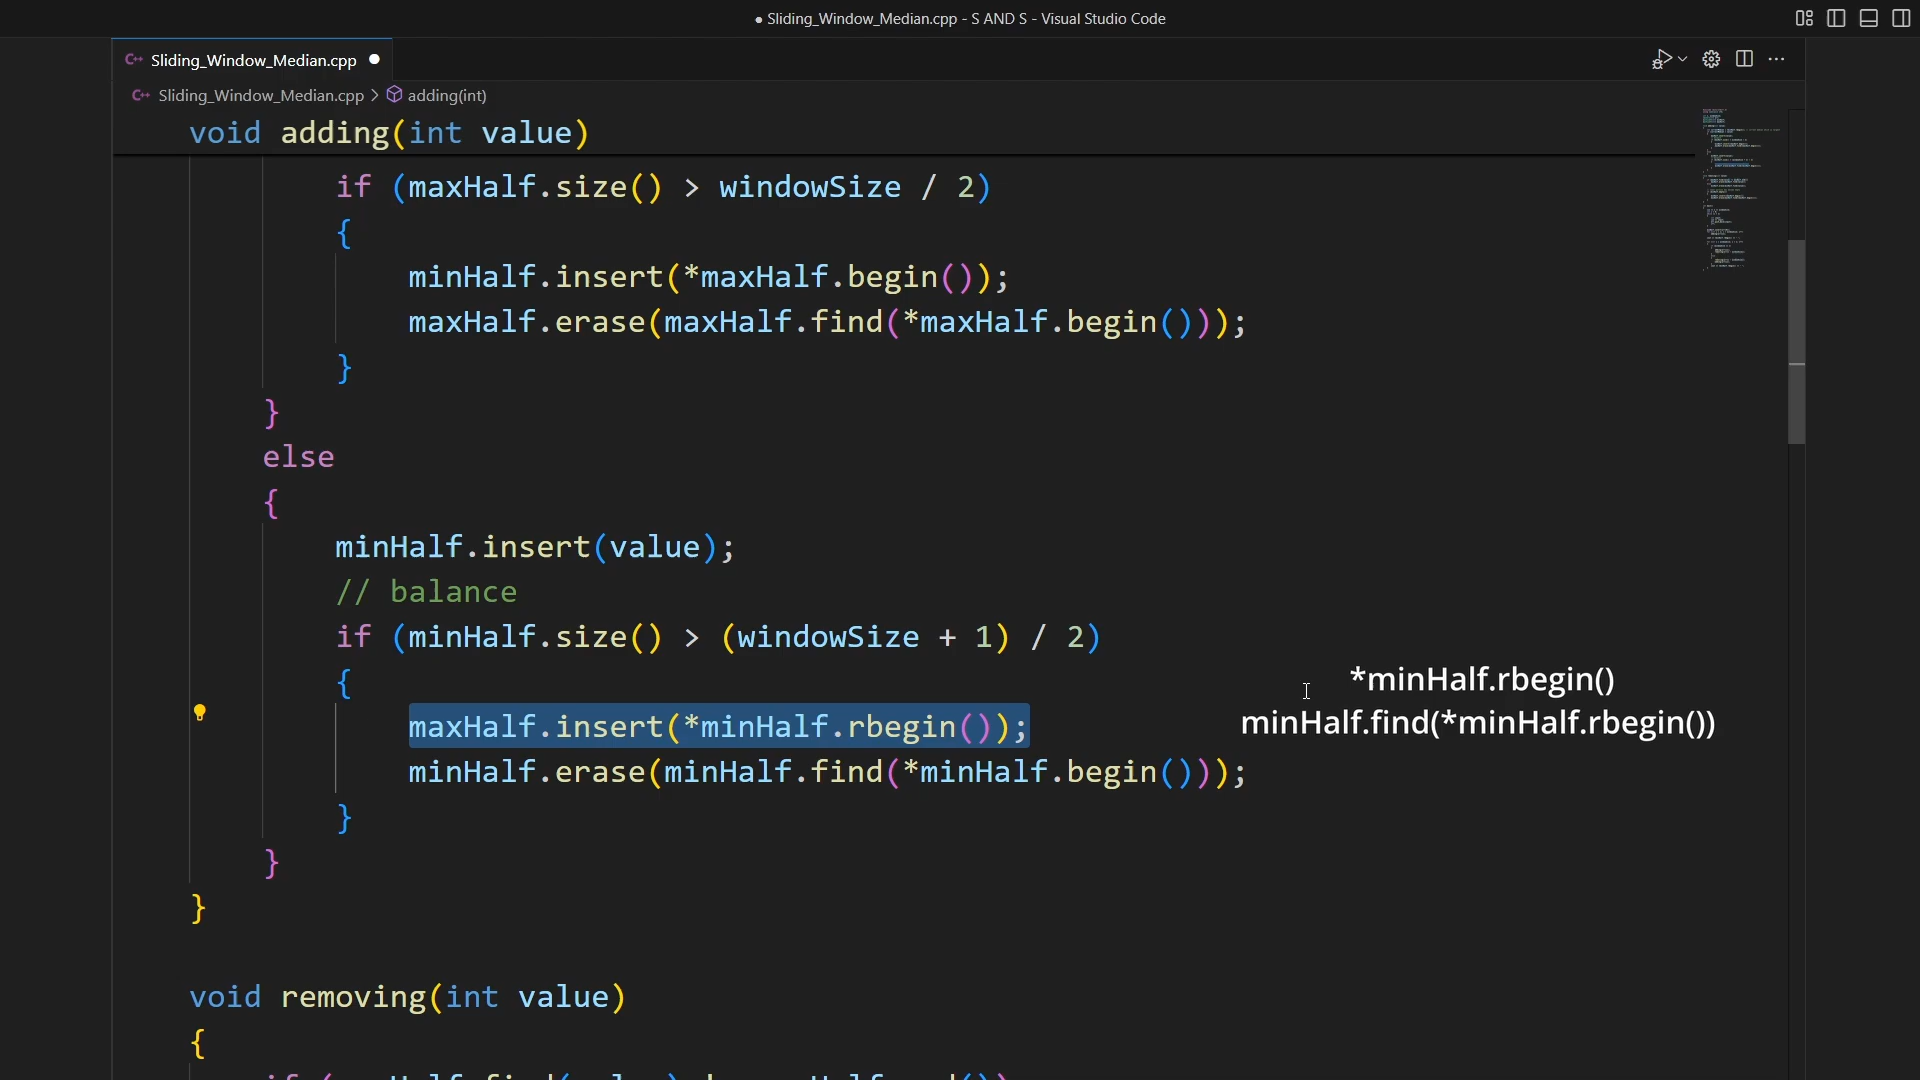 ● Sliding_Window_Median.cpp - S AND S - Visual Studio Code
C++ Sliding_Window_Median.cpp ●
C++ Sliding_Window_Median.cpp > adding(int)
void adding(int value)
if (maxHalf.size() > windowSize / 2)
{
minHalf.insert(*maxHalf.begin());
maxHalf.erase(maxHalf.find(*maxHalf.begin()));
}
}
else
{
minHalf.insert(value);
// balance
if (minHalf.size() > (windowSize + 1) / 2)
{
*minHalf.rbegin()
minHalf.find(*minHalf.rbegin())
maxHalf.insert(*minHalf.rbegin());
minHalf.erase(minHalf.find(*minHalf.begin()));
}
}
}
void removing(int value)
{